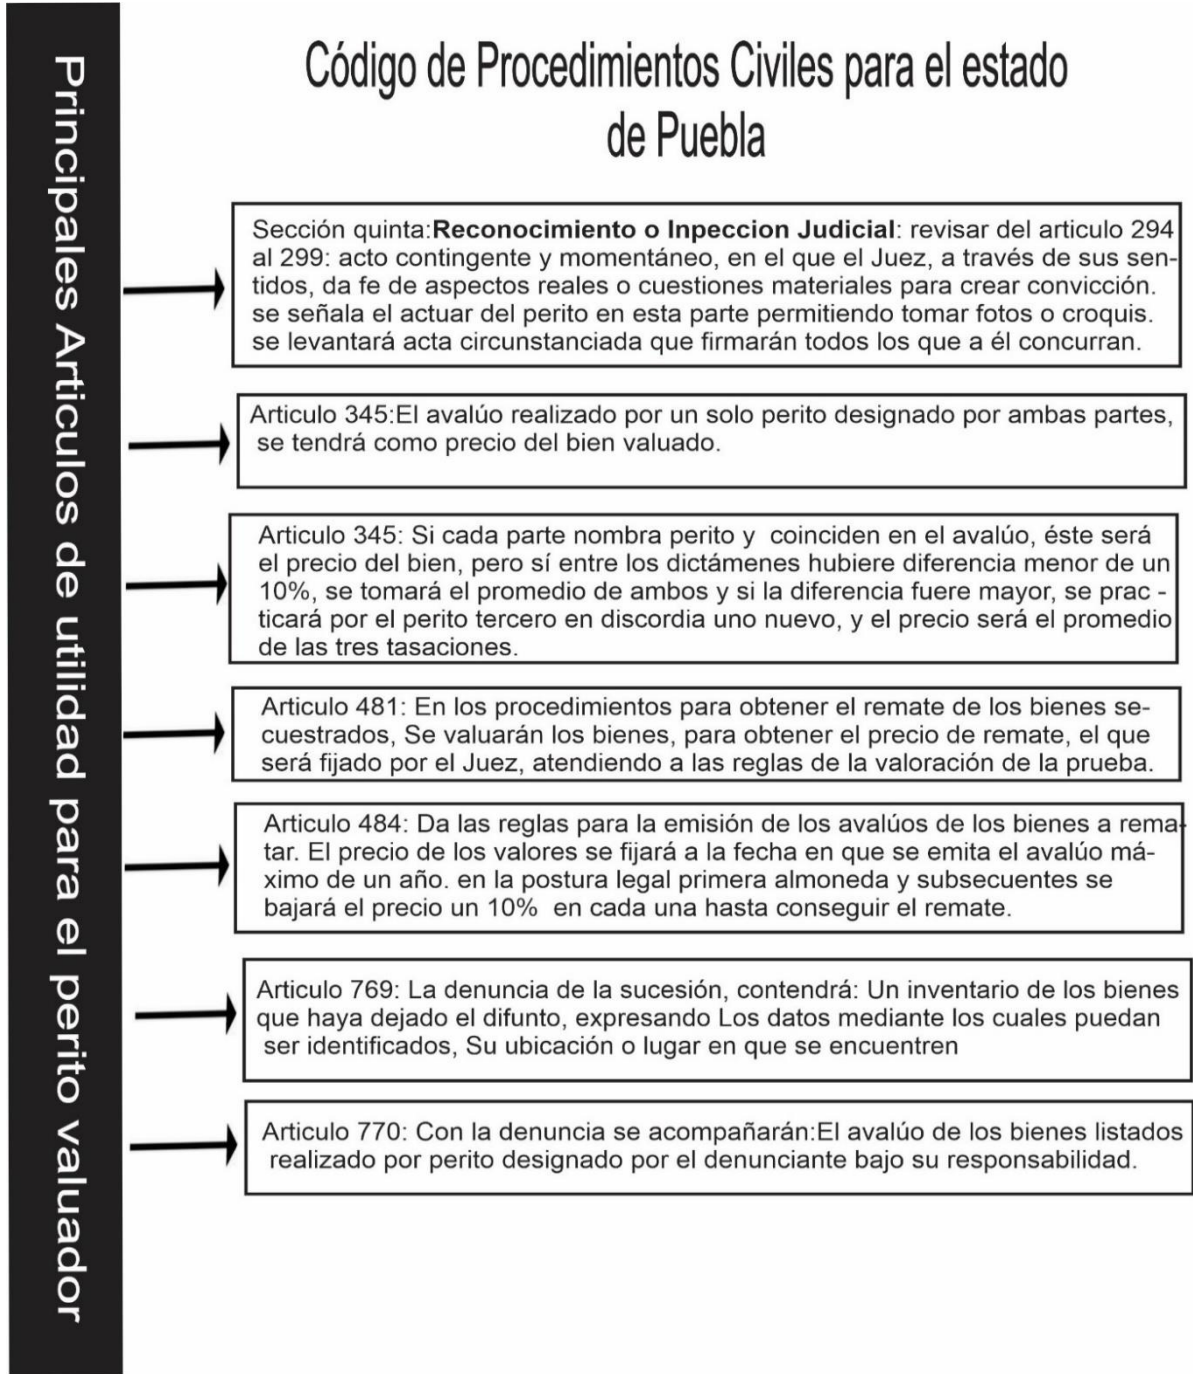 Principales Articulos de utilidad para el perito valuador
Código de Procedimientos Civiles para el estado
de Puebla
Sección quinta:Reconocimiento o Inpeccion Judicial: revisar del articulo 294
al 299: acto contingente y momentáneo, en el que el Juez, a través de sus sen-
tidos, da fe de aspectos reales o cuestiones materiales para crear convicción.
se señala el actuar del perito en esta parte permitiendo tomar fotos o croquis.
se levantará acta circunstanciada que firmarán todos los que a él concurran.
Articulo 345:El avalúo realizado por un solo perito designado por ambas partes,
se tendrá como precio del bien valuado.
Articulo 345: Si cada parte nombra perito y coinciden en el avalúo, éste será
el precio del bien, pero sí entre los dictámenes hubiere diferencia menor de un
10%, se tomará el promedio de ambos y si la diferencia fuere mayor, se prac -
ticará por el perito tercero en discordia uno nuevo, y el precio será el promedio
de las tres tasaciones.
Articulo 481: En los procedimientos para obtener el remate de los bienes se-
cuestrados, Se valuarán los bienes, para obtener el precio de remate, el que
será fijado por el Juez, atendiendo a las reglas de la valoración de la prueba.
Articulo 484: Da las reglas para la emisión de los avalúos de los bienes a rema-
tar. El precio de los valores se fijará a la fecha en que se emita el avalúo má-
ximo de un año. en la postura legal primera almoneda y subsecuentes se
bajará el precio un 10% en cada una hasta conseguir el remate.
Articulo 769: La denuncia de la sucesión, contendrá: Un inventario de los bienes
que haya dejado el difunto, expresando Los datos mediante los cuales puedan
ser identificados, Su ubicación o lugar en que se encuentren
Articulo 770: Con la denuncia se acompañarán:El avalúo de los bienes listados
realizado por perito designado por el denunciante bajo su responsabilidad.